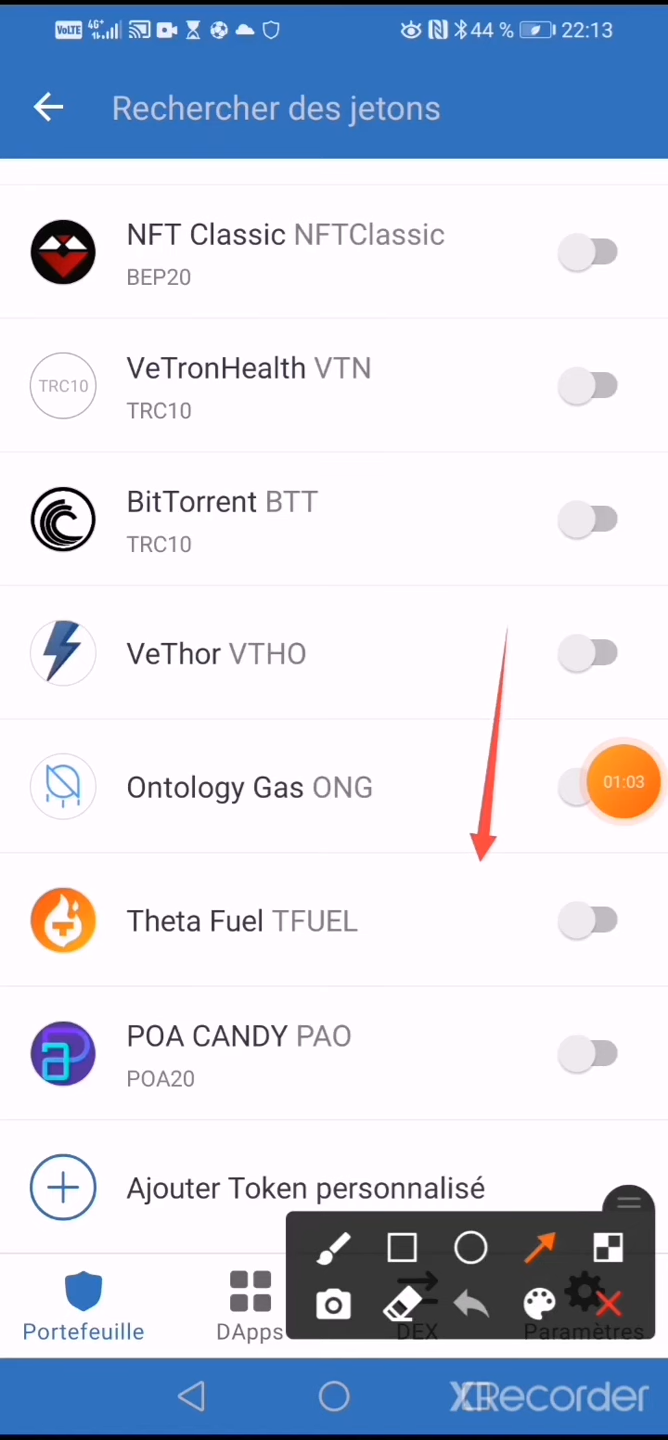 VoLTE 4G+ 44 % 22:13
Rechercher des jetons
NFT Classic NFTClassic
BEP20
TRC10
VeTronHealth VTN
TRC10
BitTorrent BTT
TRC10
VeThor VTHO
Ontology Gas ONG
01:03
Theta Fuel TFUEL
POA CANDY PAO
POA20
Ajouter Token personnalisé
Portefeuille
DApps
DEX
Paramètres
XRecorder